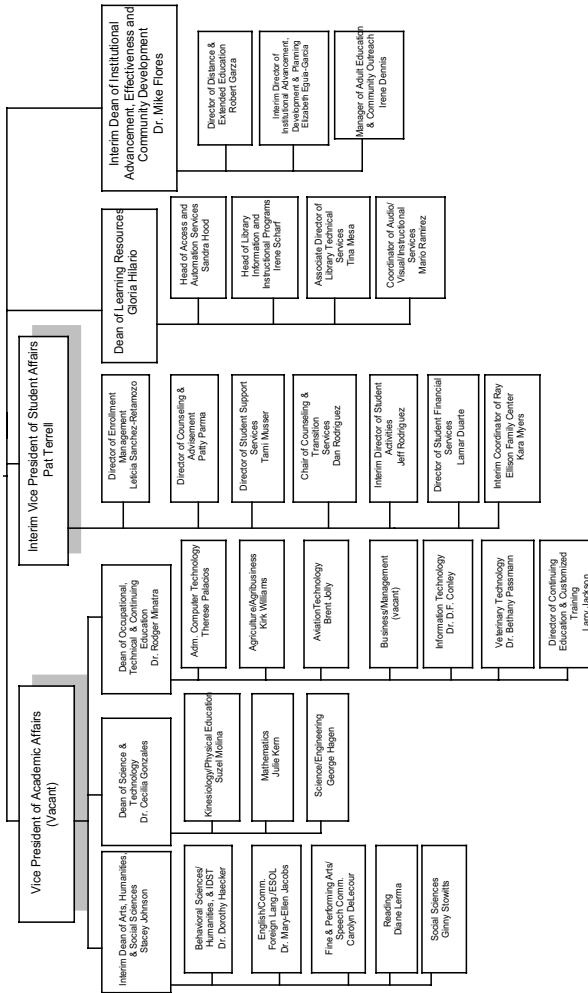 Vice President of Academic Affairs
(Vacant)
Interim Dean of Arts, Humanities,
& Social Sciences
Stacey Johnson
Behavioral Sciences/
Humanities, & IDST
Dr. Dorothy Haecker
English/Comm.
Foreign Lang./ESOL
Dr. Mary-Ellen Jacobs
Fine & Performing Arts/
Speech Comm.
Carolyn DeLecour
Reading
Diane Lerma
Social Sciences
Ginny Stowitts
Dean of Science &
Technology
Dr. Cecilia Gonzales
Kinesiology/Physical Education
Suzel Molina
Mathematics
Julie Kern
Science/Engineering
George Hagen
Dean of Occupational,
Technical & Continuing
Education
Dr. Rodger Minatra
Adm. Computer Technology
Therese Palacios
Agriculture/Agribusiness
Kirk Williams
AviationTechnology
Brent Jolly
Business/Management
(vacant)
Information Technology
Dr. D.F. Conley
Veterinary Technology
Dr. Bethany Passmann
Director of Continuing
Education & Customized
Training
Larry Jackson
Interim Vice President of Student Affairs
Pat Terrell
Director of Enrollment
Management
Leticia Sanchez-Retamozo
Director of Counseling &
Advisement
Patty Parma
Director of Student Support
Services
Tami Musser
Chair of Counseling &
Transition
Services
Dan Rodriguez
Interim Director of Student
Activities
Jeff Rodriguez
Director of Student Financial
Services
Lamar Duarte
Interim Coordinator of Ray
Ellison Family Center
Kara Myers
Dean of Learning Resources
Gloria Hilario
Head of Access and
Automation Services
Sandra Hood
Head of Library
Information and
Instructional Programs
Irene Scharf
Associate Director of
Library Technical
Services
Tina Mesa
Coordinator of Audio/
Visual/Instructional
Services
Mario Ramirez
Interim Dean of Institutional
Advancement, Effectiveness and
Community Development
Dr. Mike Flores
Director of Distance &
Extended Education
Robert Garza
Interim Director of
Institutional Advancement,
Development & Planning
Elizabeth Eguia-Garcia
Manager of Adult Education
& Community Outreach
Irene Dennis